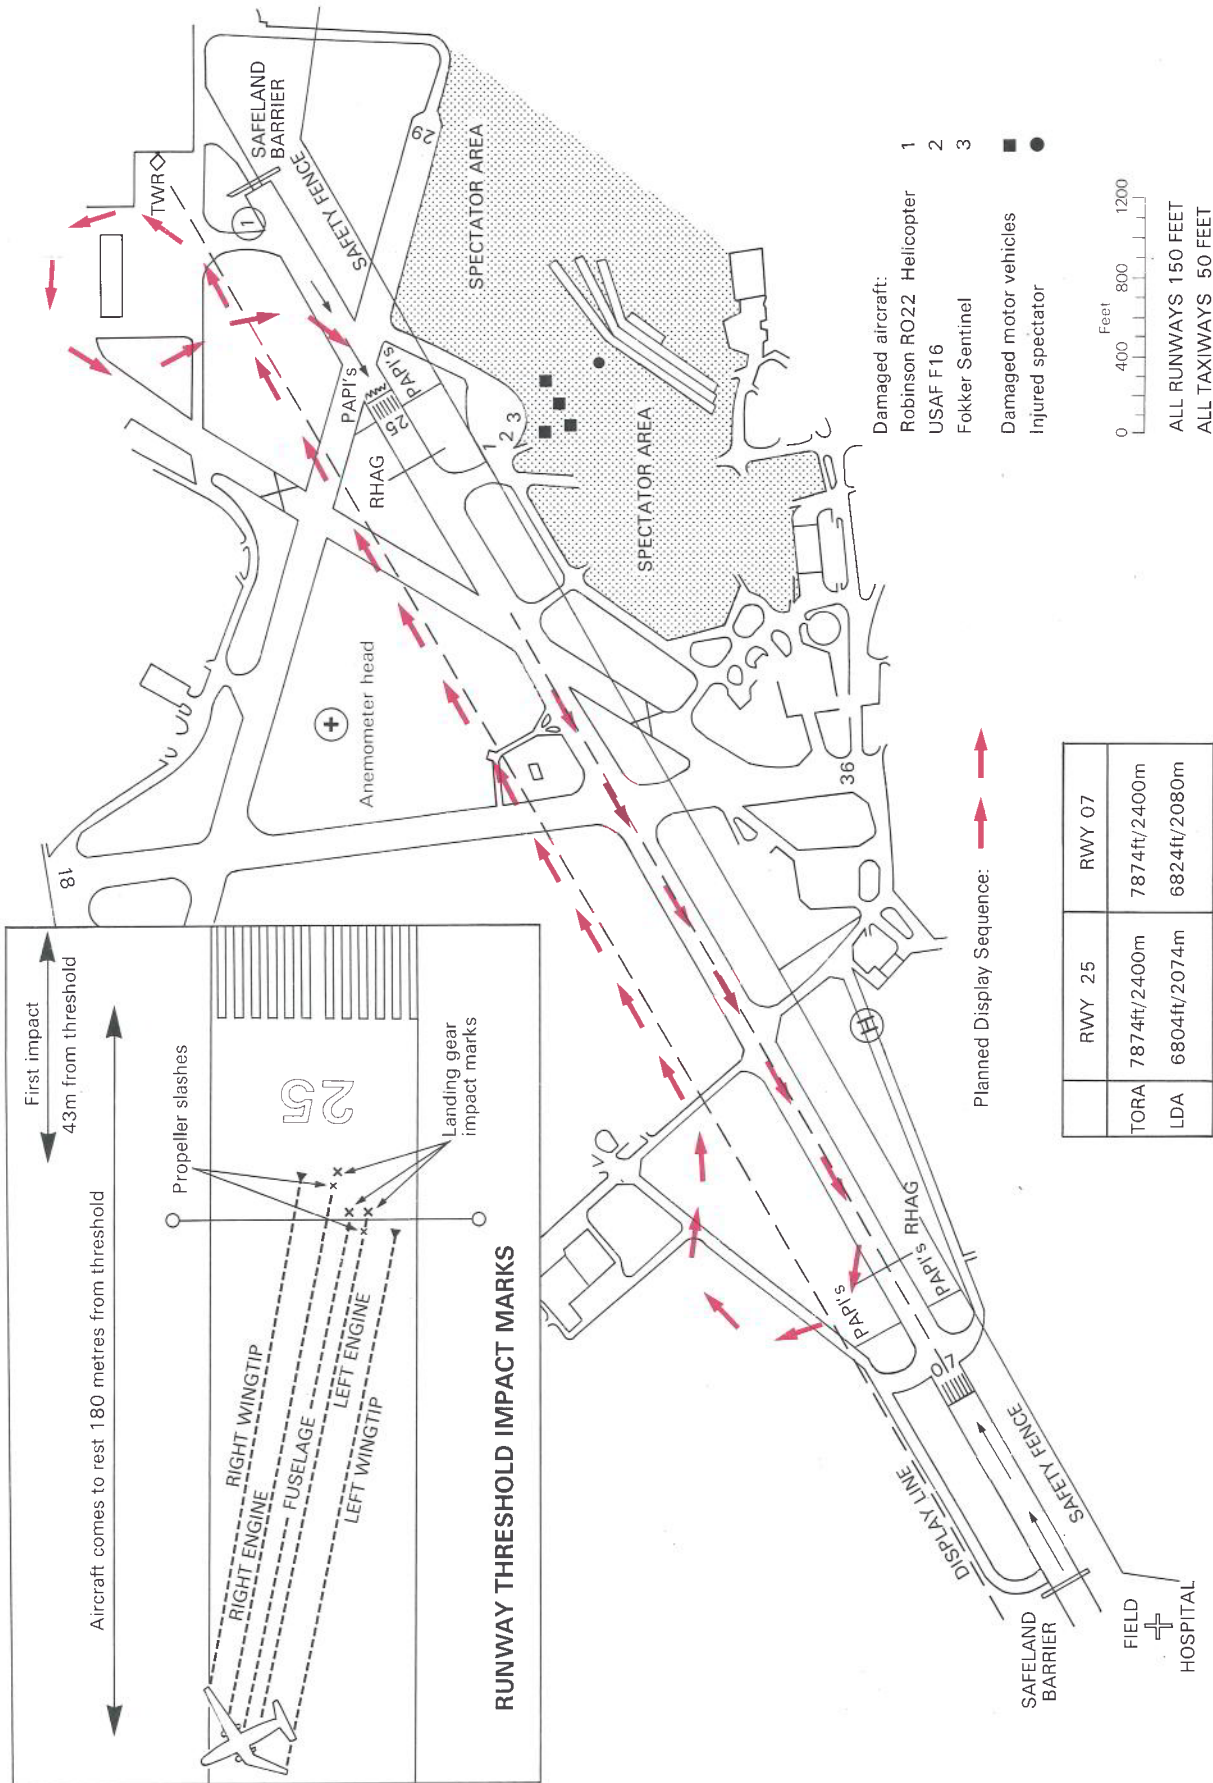 First impact
43m from threshold
Aircraft comes to rest 180 metres from threshold
Propeller slashes
25
Landing gear
impact marks
RIGHT WINGTIP
RIGHT ENGINE
FUSELAGE
LEFT ENGINE
LEFT WINGTIP
RUNWAY THRESHOLD IMPACT MARKS
18
Anemometer head
TWR
1
SAFELAND
BARRIER
SAFETY FENCE
29
SPECTATOR AREA
PAPI's
PAPI's
25
RHAG
1
2
3
SPECTATOR AREA
36
H
RHAG
PAPI's
PAPI's
07
DISPLAY LINE
SAFETY FENCE
SAFELAND
BARRIER
FIELD
HOSPITAL
Damaged aircraft:
Robinson RO22 Helicopter 1
USAF F16 2
Fokker Sentinel 3
Damaged motor vehicles
Injured spectator
Feet
0 400 800 1200
ALL RUNWAYS 150 FEET
ALL TAXIWAYS 50 FEET
Planned Display Sequence:
RWY 25 RWY 07
TORA 7874ft/2400m 7874ft/2400m
LDA 6804ft/2074m 6824ft/2080m